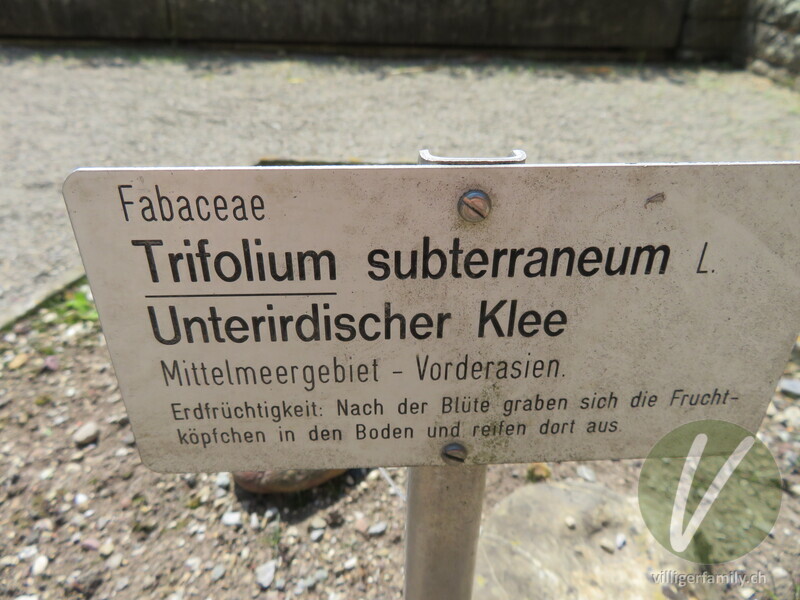 Fabaceae
Trifolium subterraneum L.
Unterirdischer Klee
Mittelmeergebiet - Vorderasien.
Erdfrüchtigkeit: Nach der Blüte graben sich die Frucht-
köpfchen in den Boden und reifen dort aus.
V
villigerfamily.ch